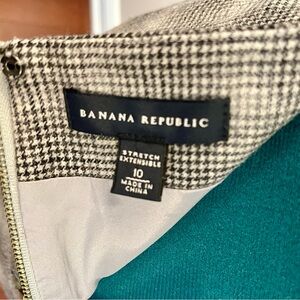 BANANA REPUBLIC
STRETCH
EXTENSIBLE
10
MADE IN
CHINA